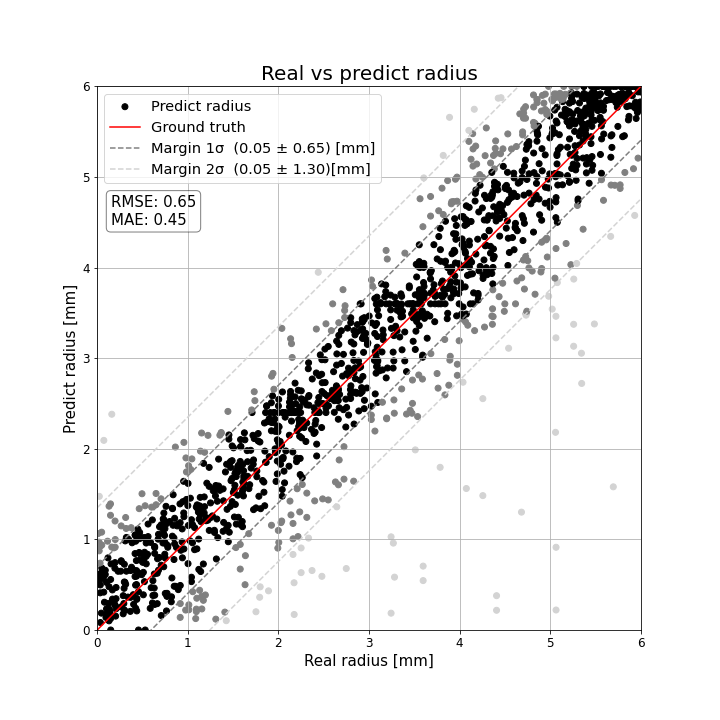 Real vs predict radius
6
Predict radius
Ground truth
Margin 1σ (0.05 ± 0.65) [mm]
Margin 2σ (0.05 ± 1.30)[mm]
5
RMSE: 0.65
MAE: 0.45
4
3
2
1
0
Predict radius [mm]
0 1 2 3 4 5 6
Real radius [mm]